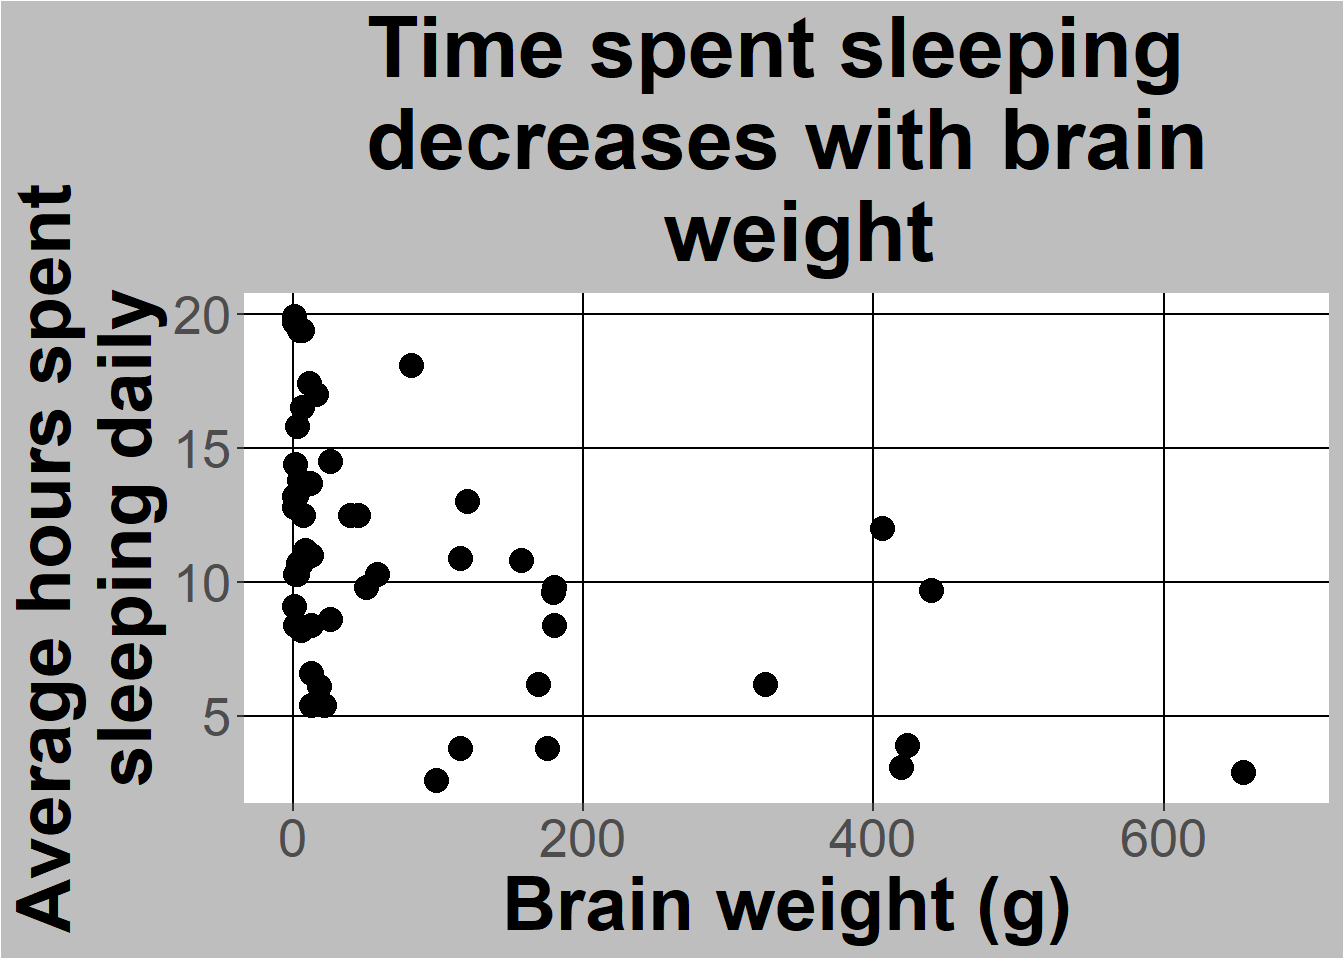 Time spent sleeping
decreases with brain
weight
Average hours spent
sleeping daily
20
15
10
5
0 200 400 600
Brain weight (g)